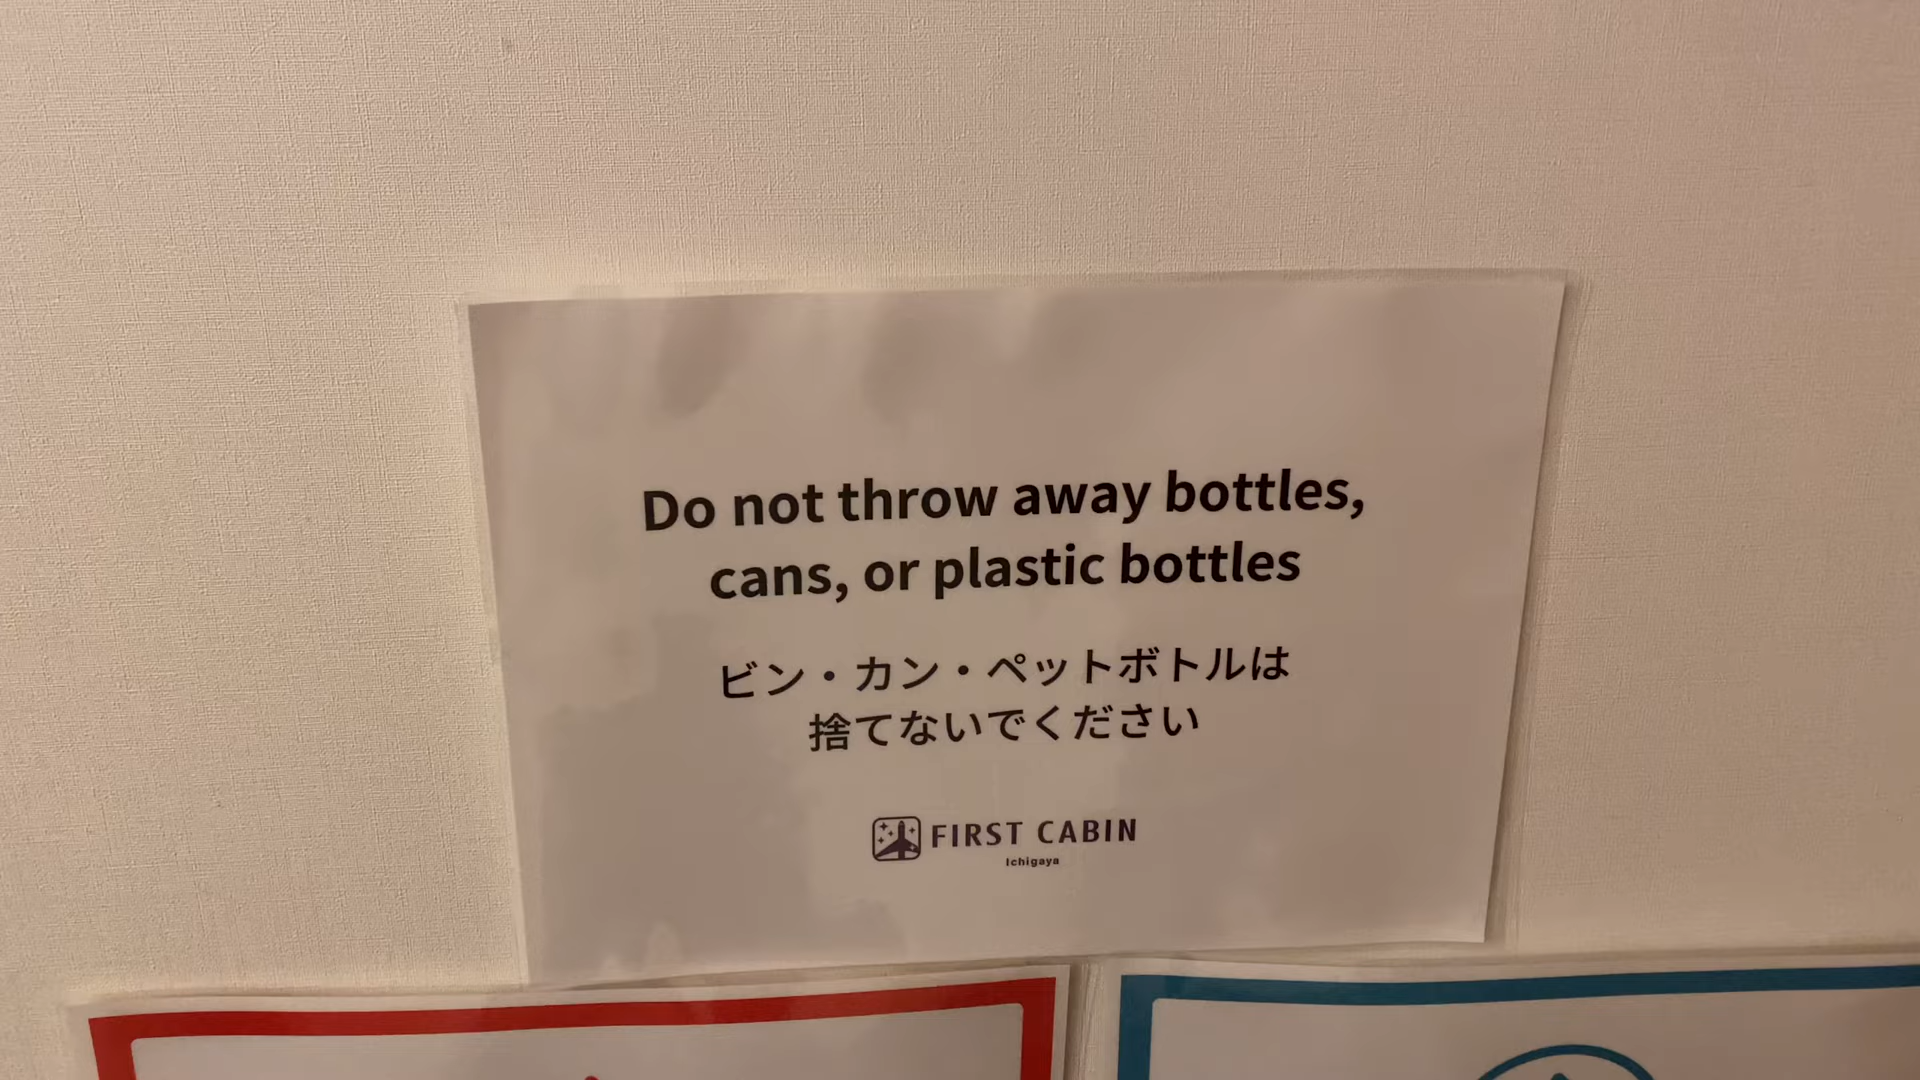 Do not throw away bottles,
cans, or plastic bottles
ビン・カン・ペットボトルは
捨てないでください
FIRST CABIN
Ichigaya